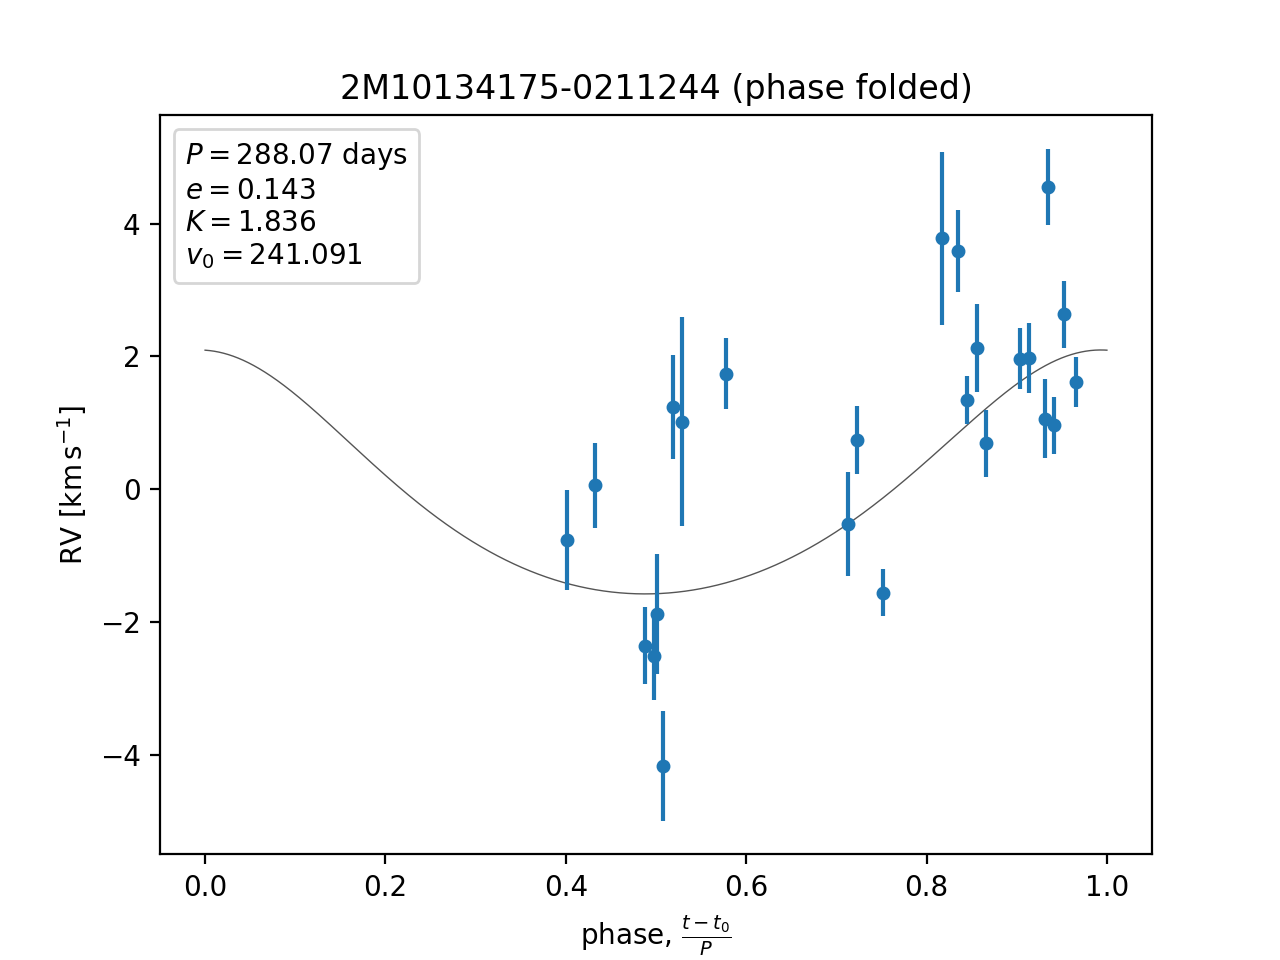 2M10134175-0211244 (phase folded)
P = 288.07 days
e = 0.143
K = 1.836
v₀ = 241.091
4
2
0
−2
−4
RV [km s⁻¹]
0.0 0.2 0.4 0.6 0.8 1.0
phase, (t − t₀)/P